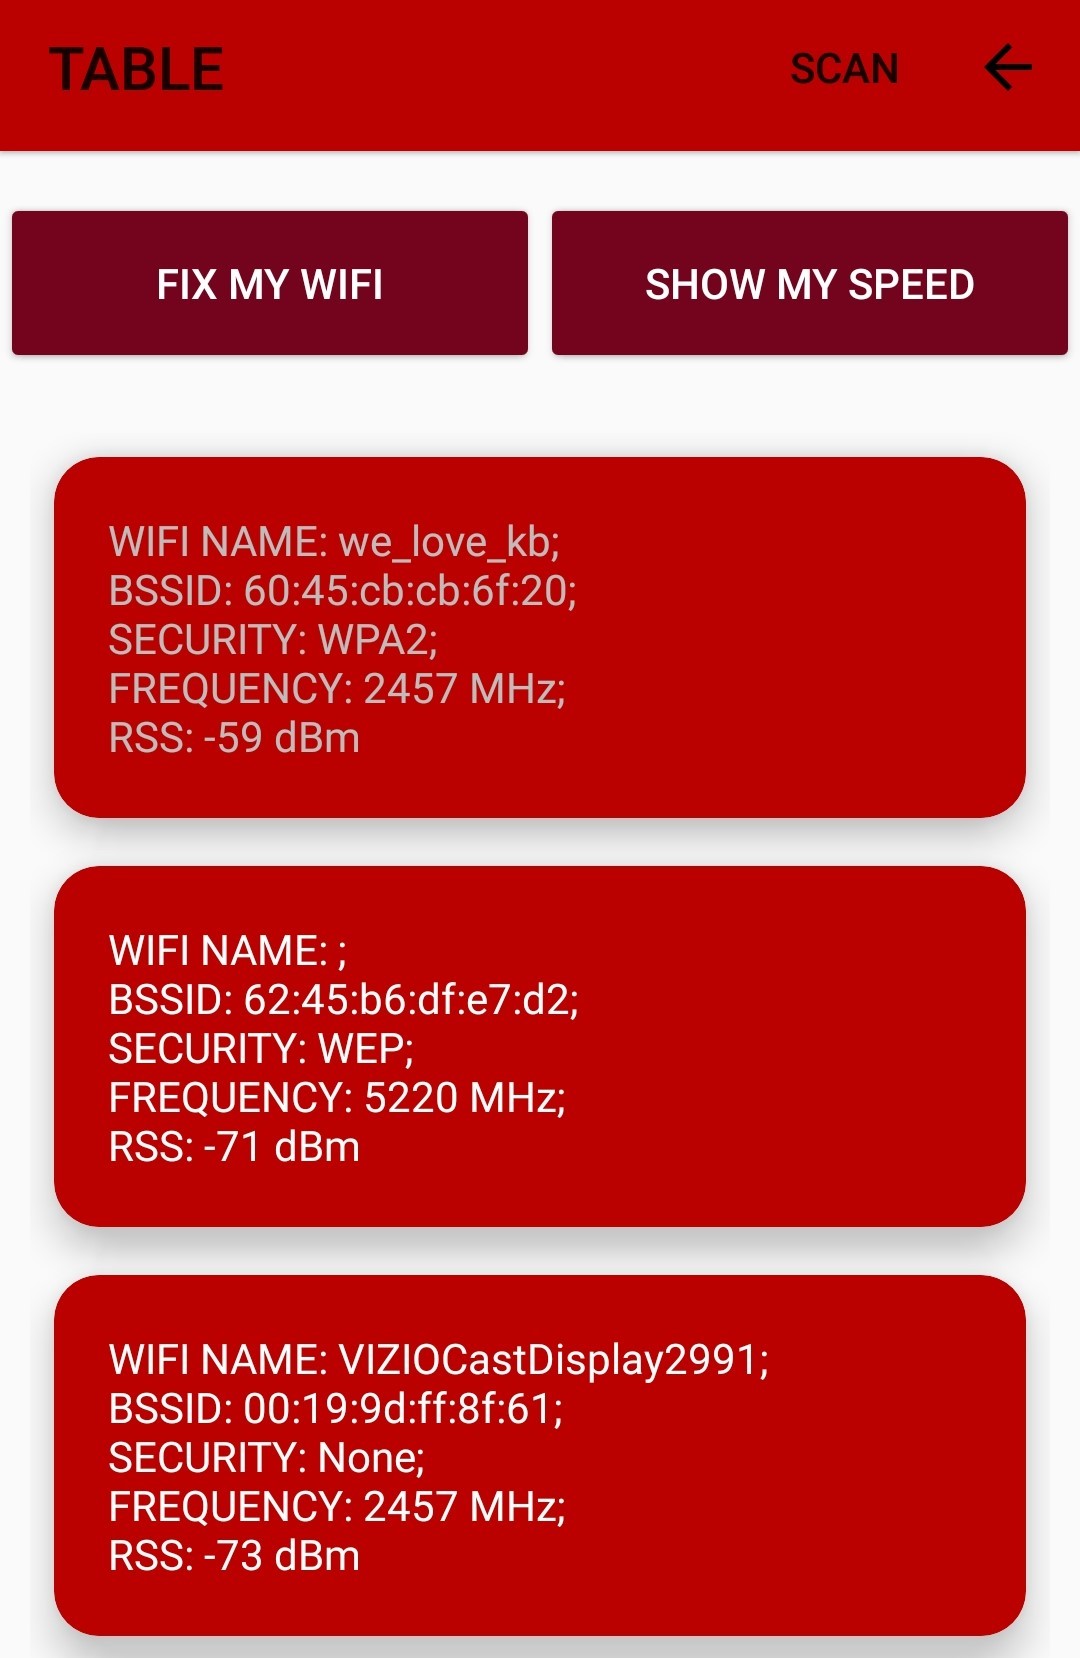 TABLE
SCAN
FIX MY WIFI
SHOW MY SPEED
WIFI NAME: we_love_kb;
BSSID: 60:45:cb:cb:6f:20;
SECURITY: WPA2;
FREQUENCY: 2457 MHz;
RSS: -59 dBm
WIFI NAME: ;
BSSID: 62:45:b6:df:e7:d2;
SECURITY: WEP;
FREQUENCY: 5220 MHz;
RSS: -71 dBm
WIFI NAME: VIZIOCastDisplay2991;
BSSID: 00:19:9d:ff:8f:61;
SECURITY: None;
FREQUENCY: 2457 MHz;
RSS: -73 dBm